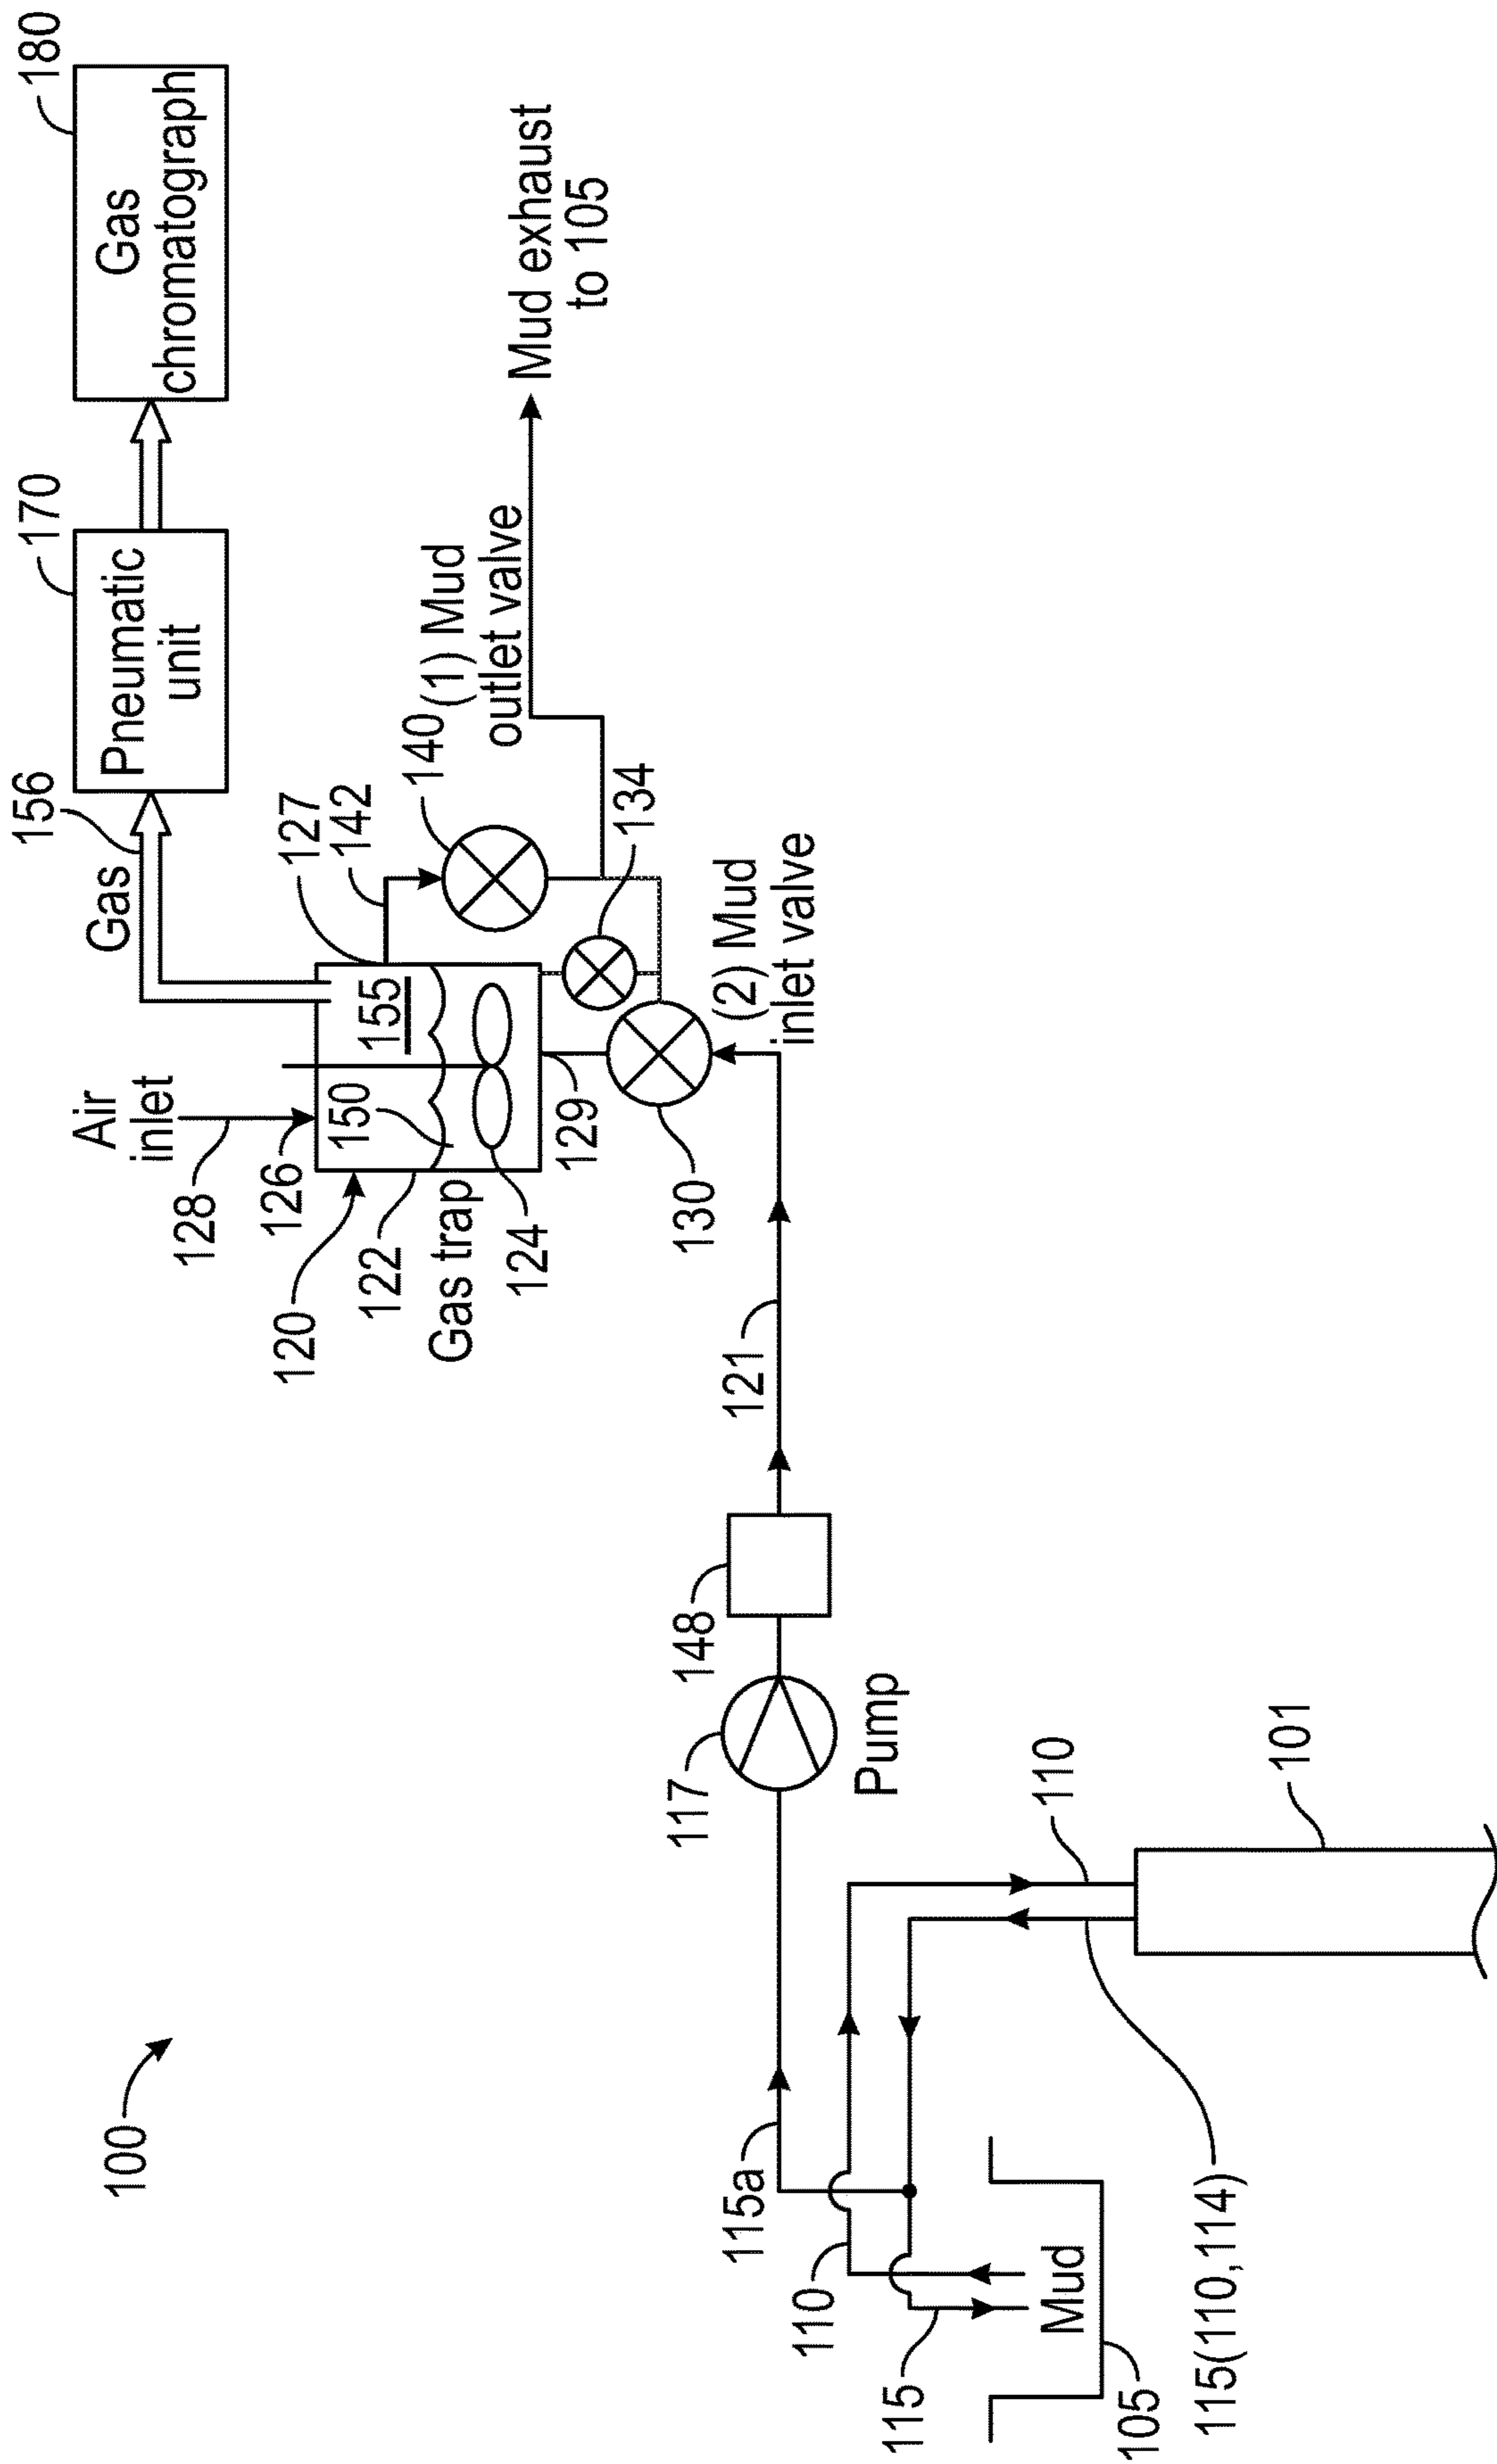 100
156
170
180
Gas
Pneumatic
unit
Gas
chromatograph
Air
inlet
128
126
127
142
120
122
Gas trap
124
150
155
129
140
(1) Mud
outlet valve
134
Mud exhaust
to 105
130
(2) Mud
inlet valve
121
148
117
Pump
115a
110
115
Mud
105
110
101
115(110,114)